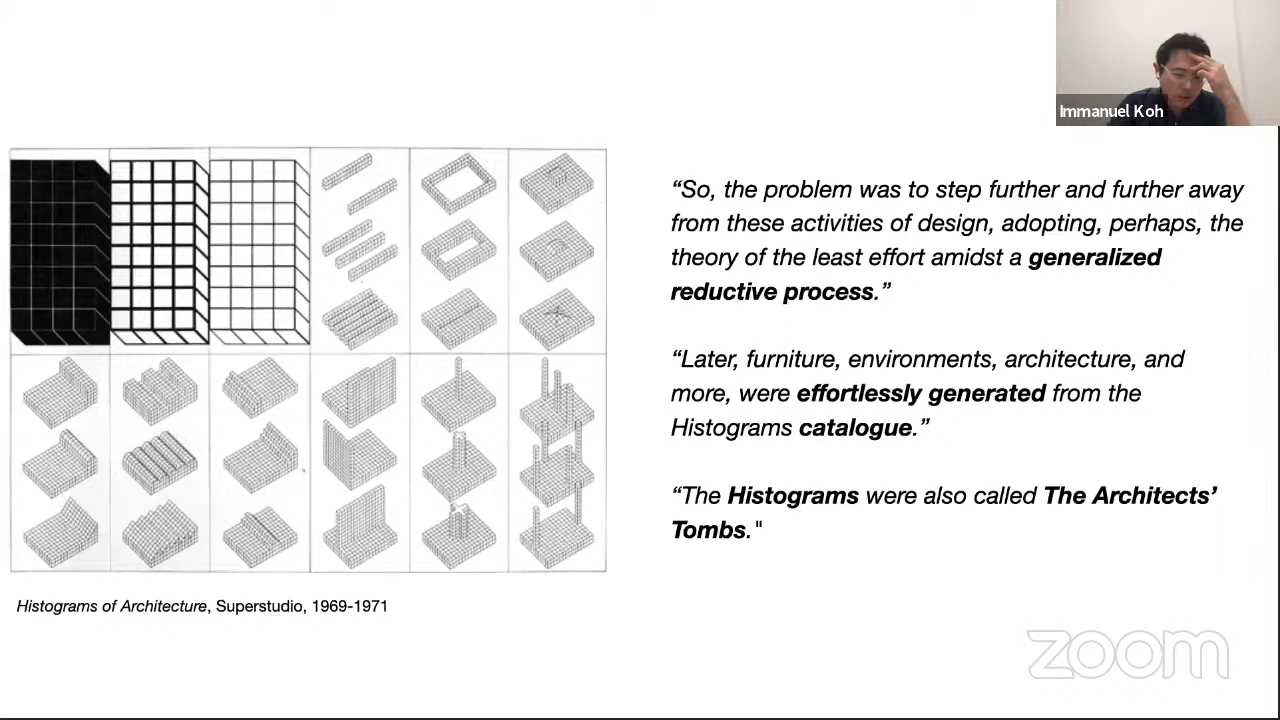 Immanuel Koh
“So, the problem was to step further and further away
from these activities of design, adopting, perhaps, the
theory of the least effort amidst a generalized
reductive process.”
“Later, furniture, environments, architecture, and
more, were effortlessly generated from the
Histograms catalogue.”
“The Histograms were also called The Architects’
Tombs."
Histograms of Architecture, Superstudio, 1969-1971
zoom